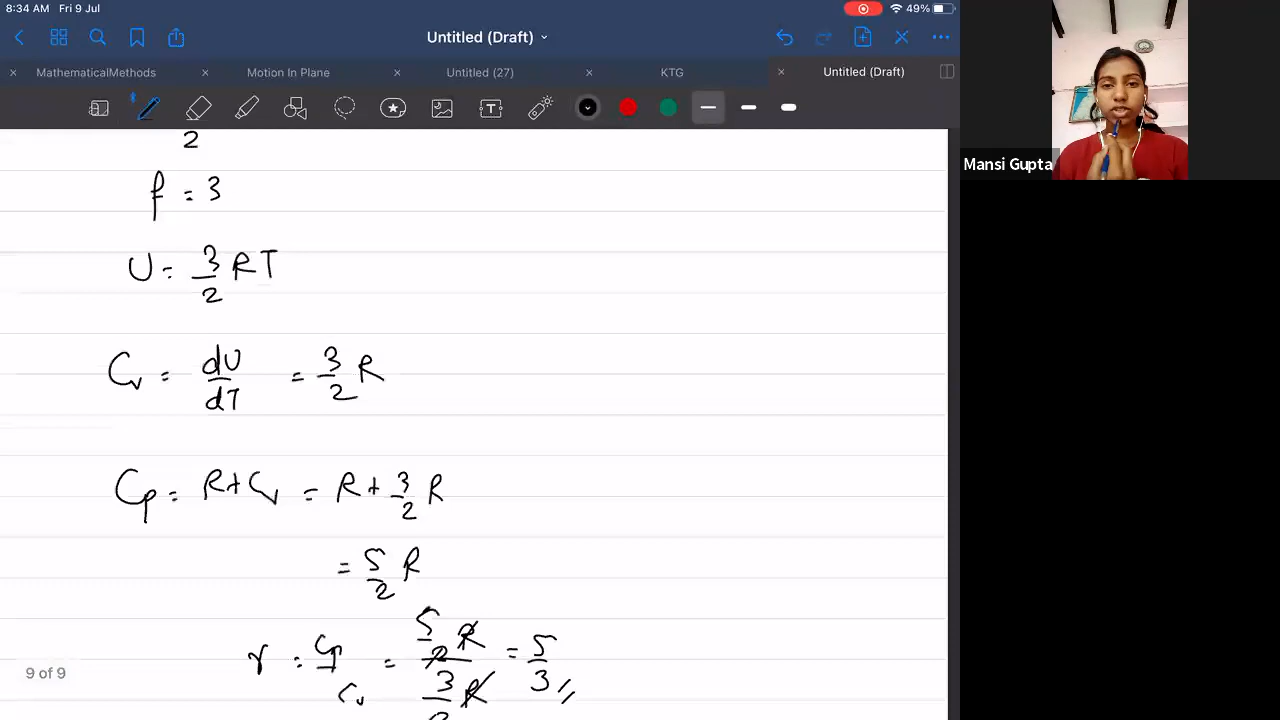 8:34 AM Fri 9 Jul
49%
Untitled (Draft)
MathematicalMethods
Motion In Plane
Untitled (27)
KTG
Untitled (Draft)
T
2
f = 3
U = 3/2 RT
Cv = dU/dT = 3/2 R
Cp = R + Cv = R + 3/2 R
= 5/2 R
γ = Cp/Cv = 5/2 R / 3/2 R = 5/3 //
9 of 9
Mansi Gupta